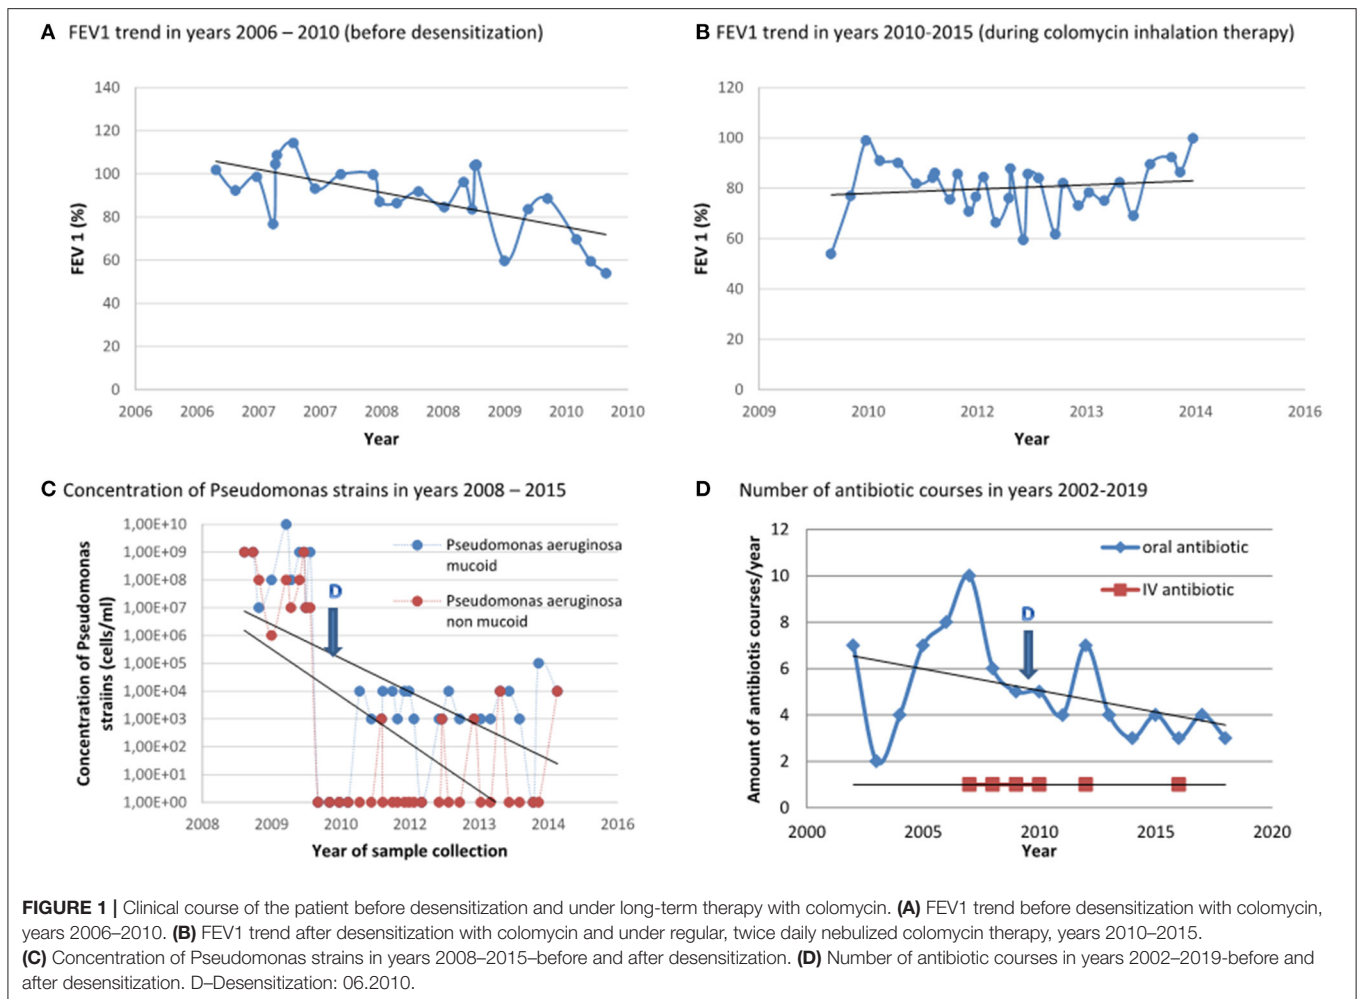 A FEV1 trend in years 2006 – 2010 (before desensitization)
140
120
100
80
60
40
20
0
FEV 1 (%)
2006 2006 2007 2007 2008 2008 2009 2010 2010
Year
B FEV1 trend in years 2010-2015 (during colomycin inhalation therapy)
120
100
80
60
40
20
0
FEV 1 (%)
2009 2010 2012 2013 2014 2016
Year
C Concentration of Pseudomonas strains in years 2008 – 2015
1,00E+10
1,00E+09
1,00E+08
1,00E+07
1,00E+06
1,00E+05
1,00E+04
1,00E+03
1,00E+02
1,00E+01
1,00E+00
Concentration of Pseudomonas
straiins (cells/ml)
Pseudomonas aeruginosa
mucoid
Pseudomonas aeruginosa
non mucoid
D
2008 2009 2010 2012 2013 2014 2016
Year of sample collection
D Number of antibiotic courses in years 2002-2019
12
10
8
6
4
2
0
Amount of antibiotis courses/year
oral antibiotic
IV antibiotic
D
2000 2005 2010 2015 2020
Year
FIGURE 1 | Clinical course of the patient before desensitization and under long-term therapy with colomycin. (A) FEV1 trend before desensitization with colomycin,
years 2006–2010. (B) FEV1 trend after desensitization with colomycin and under regular, twice daily nebulized colomycin therapy, years 2010–2015.
(C) Concentration of Pseudomonas strains in years 2008–2015–before and after desensitization. (D) Number of antibiotic courses in years 2002–2019-before and
after desensitization. D–Desensitization: 06.2010.